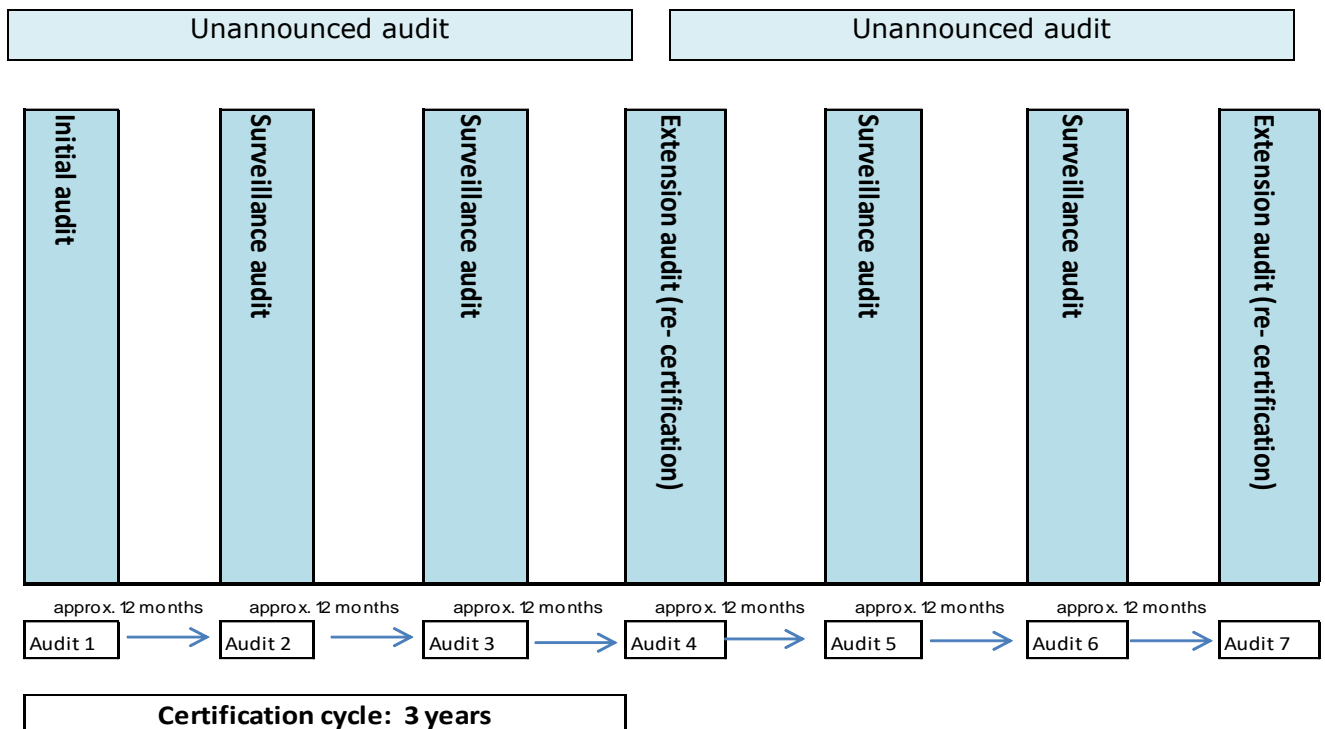 Unannounced audit
Unannounced audit
Initial audit
Surveillance audit
Surveillance audit
Extension audit (re- certification)
Surveillance audit
Surveillance audit
Extension audit (re- certification)
approx. 12 months
approx. 12 months
approx. 12 months
approx. 12 months
approx. 12 months
approx. 12 months
Audit 1
Audit 2
Audit 3
Audit 4
Audit 5
Audit 6
Audit 7
Certification cycle: 3 years